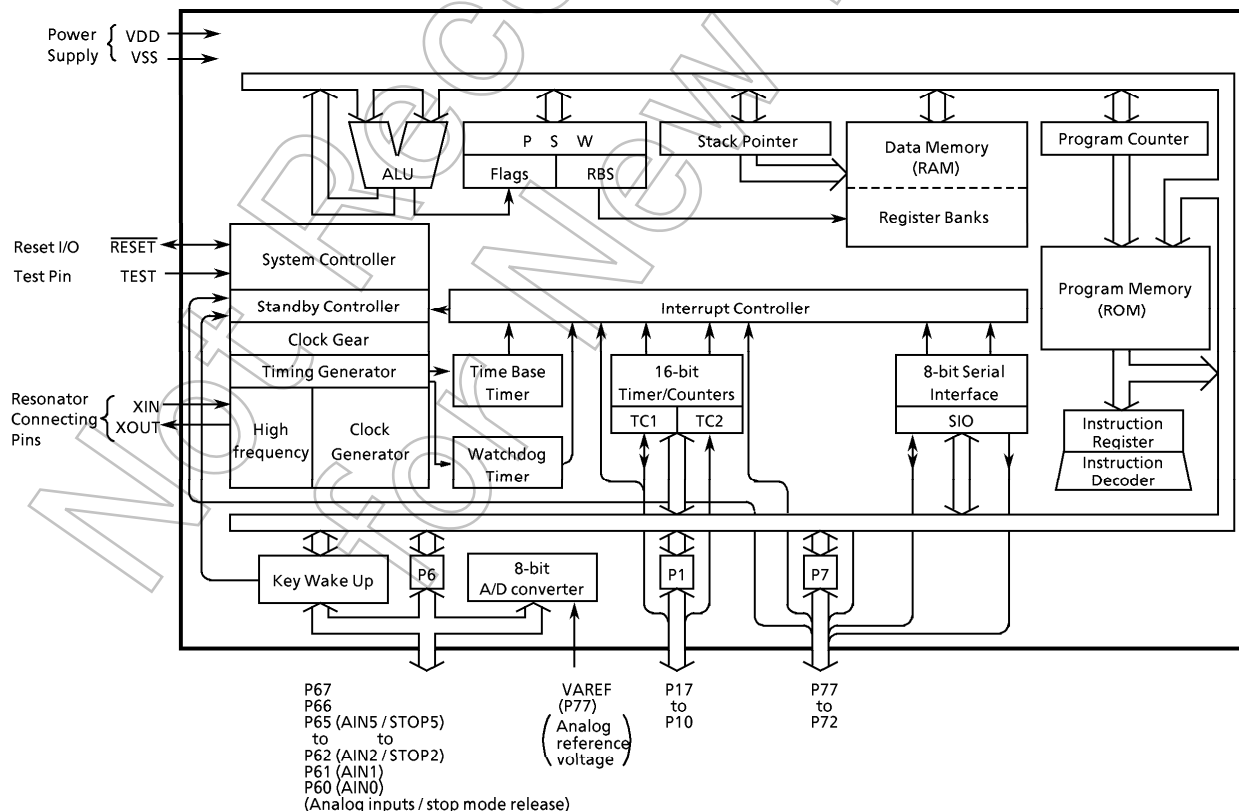 Not Reco
for New
Power Supply
VDD
VSS
P S W
Flags
RBS
ALU
Stack Pointer
Data Memory
(RAM)
Register Banks
Program Counter
Reset I/O RESET
Test Pin TEST
System Controller
Standby Controller
Clock Gear
Timing Generator
High frequency
Clock Generator
Resonator Connecting Pins
XIN
XOUT
Interrupt Controller
Time Base Timer
Watchdog Timer
16-bit
Timer/Counters
TC1 TC2
8-bit Serial
Interface
SIO
Program Memory
(ROM)
Instruction
Register
Instruction
Decoder
Key Wake Up
P6
8-bit
A/D converter
P1
P7
P67
P66
P65 (AIN5 / STOP5)
to to
P62 (AIN2 / STOP2)
P61 (AIN1)
P60 (AIN0)
(Analog inputs / stop mode release)
VAREF
(P77)
(Analog
reference
voltage)
P17
to
P10
P77
to
P72